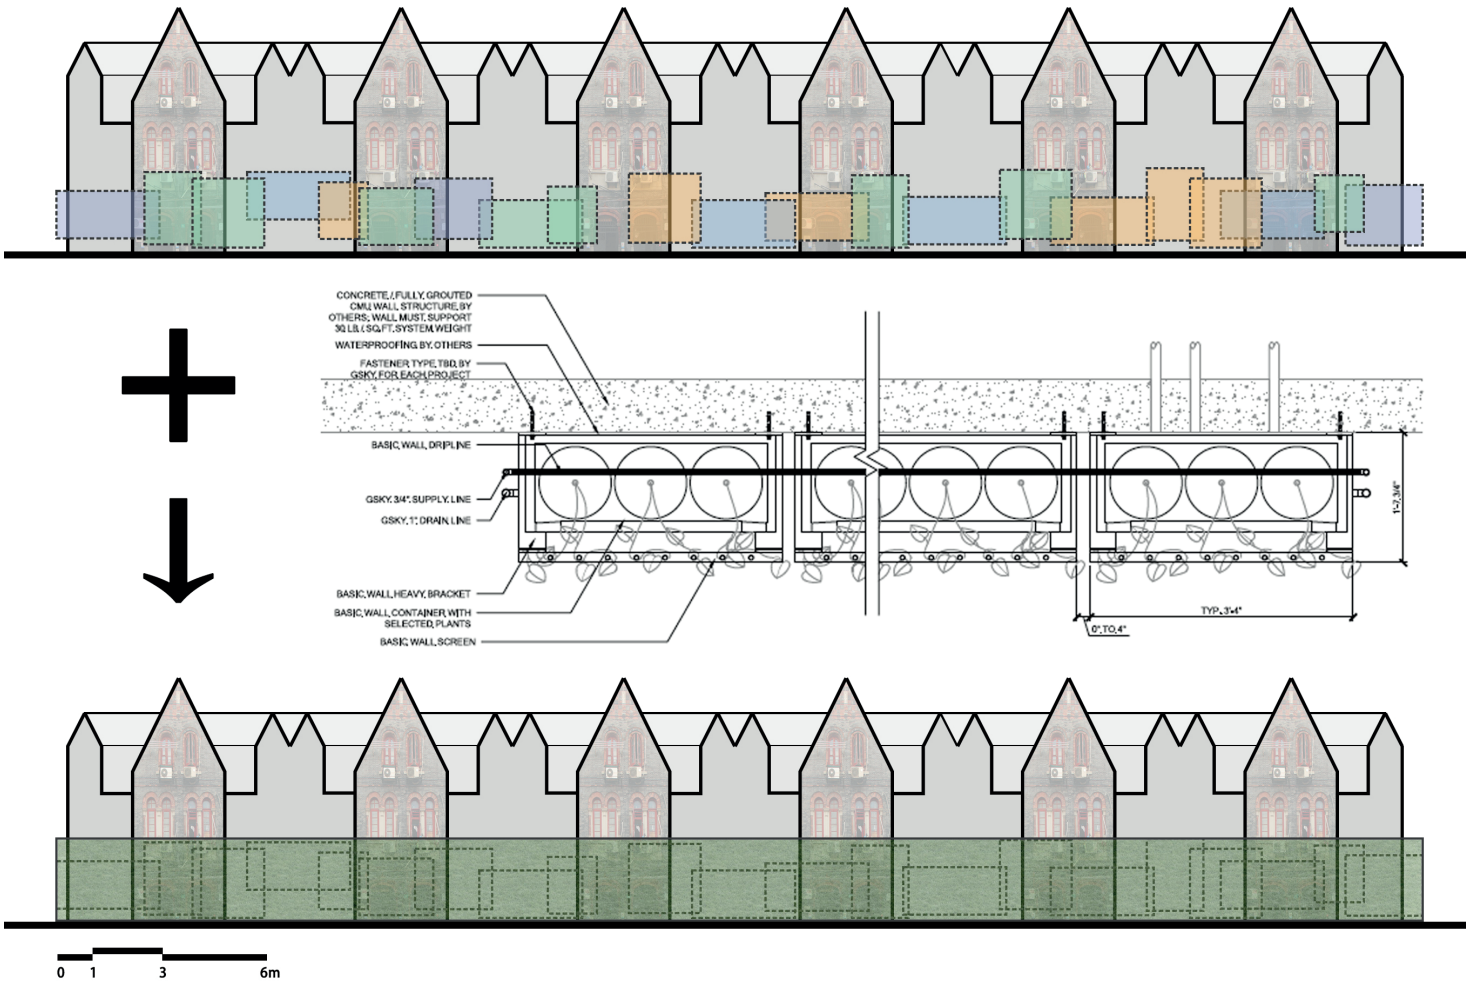 CONCRETE / FULLY GROUTED
CMU WALL STRUCTURE BY
OTHERS; WALL MUST SUPPORT
30 LB / SQ.FT. SYSTEM WEIGHT
WATERPROOFING BY OTHERS
FASTENER TYPE TBD BY
GSKY FOR EACH PROJECT
BASIC WALL DRIPLINE
GSKY 3/4" SUPPLY LINE
GSKY 1" DRAIN LINE
1'-7 3/4"
BASIC WALL HEAVY BRACKET
BASIC WALL CONTAINER WITH
SELECTED PLANTS
BASIC WALL SCREEN
TYP. 3'-4"
0" TO 4"
0 1 3 6m